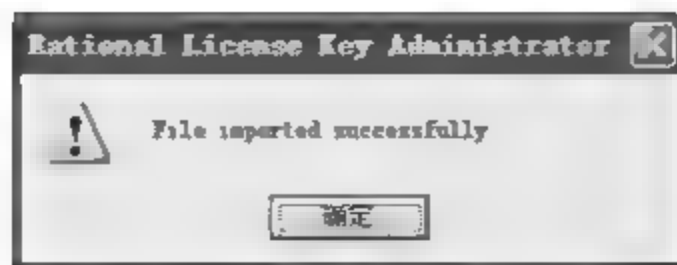 Rational License Key Administrator
File imported successfully
确定